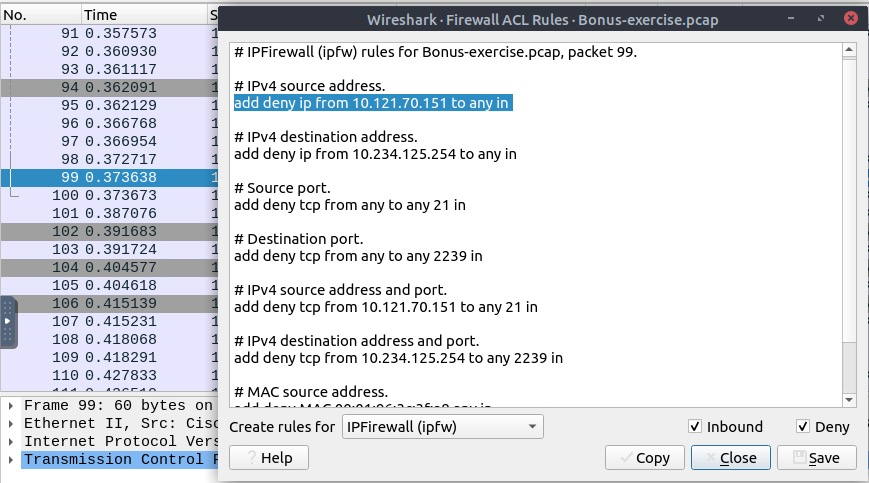 No. Time S
91 0.357573
92 0.360930
93 0.361117
94 0.362091
95 0.362129
96 0.366768
97 0.366954
98 0.372717
99 0.373638 1
100 0.373673 1
101 0.387076 1
102 0.391683 1
103 0.391724 1
104 0.404577 1
105 0.404618 1
106 0.415139 1
107 0.415231 1
108 0.418068 1
109 0.418291 1
110 0.427833 1
Frame 99: 60 bytes on
Ethernet II, Src: Cisc
Internet Protocol Vers
Transmission Control P
Wireshark · Firewall ACL Rules · Bonus-exercise.pcap
# IPFirewall (ipfw) rules for Bonus-exercise.pcap, packet 99.
# IPv4 source address.
add deny ip from 10.121.70.151 to any in
# IPv4 destination address.
add deny ip from 10.234.125.254 to any in
# Source port.
add deny tcp from any to any 21 in
# Destination port.
add deny tcp from any to any 2239 in
# IPv4 source address and port.
add deny tcp from 10.121.70.151 to any 21 in
# IPv4 destination address and port.
add deny tcp from 10.234.125.254 to any 2239 in
# MAC source address.
Create rules for IPFirewall (ipfw) Inbound Deny
? Help Copy Close Save